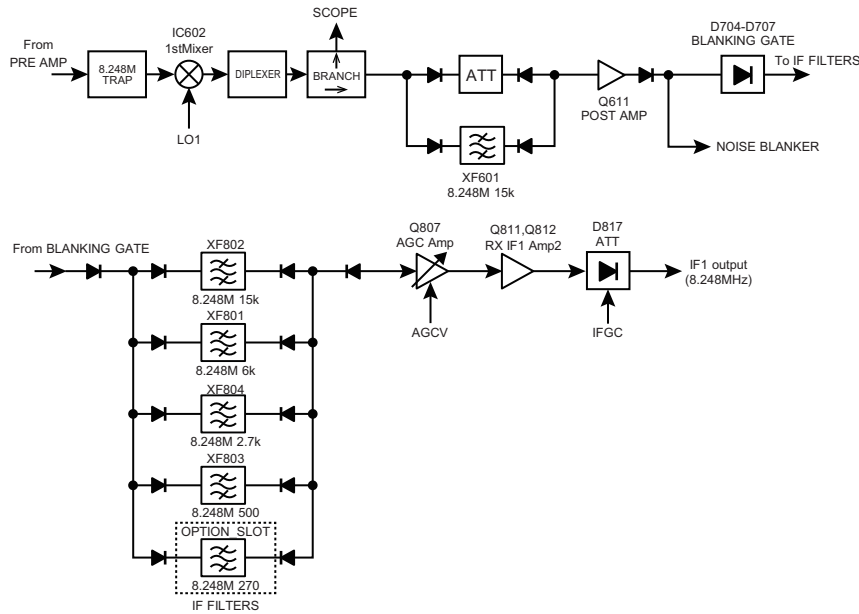 SCOPE
From
PRE AMP
IC602
1stMixer
D704-D707
BLANKING GATE
To IF FILTERS
8.248M
TRAP
DIPLEXER
BRANCH
ATT
LO1
Q611
POST AMP
NOISE BLANKER
XF601
8.248M 15k
From BLANKING GATE
XF802
8.248M 15k
Q807
AGC Amp
Q811,Q812
RX IF1 Amp2
D817
ATT
IF1 output
(8.248MHz)
AGCV
IFGC
XF801
8.248M 6k
XF804
8.248M 2.7k
XF803
8.248M 500
OPTION_SLOT
8.248M 270
IF FILTERS